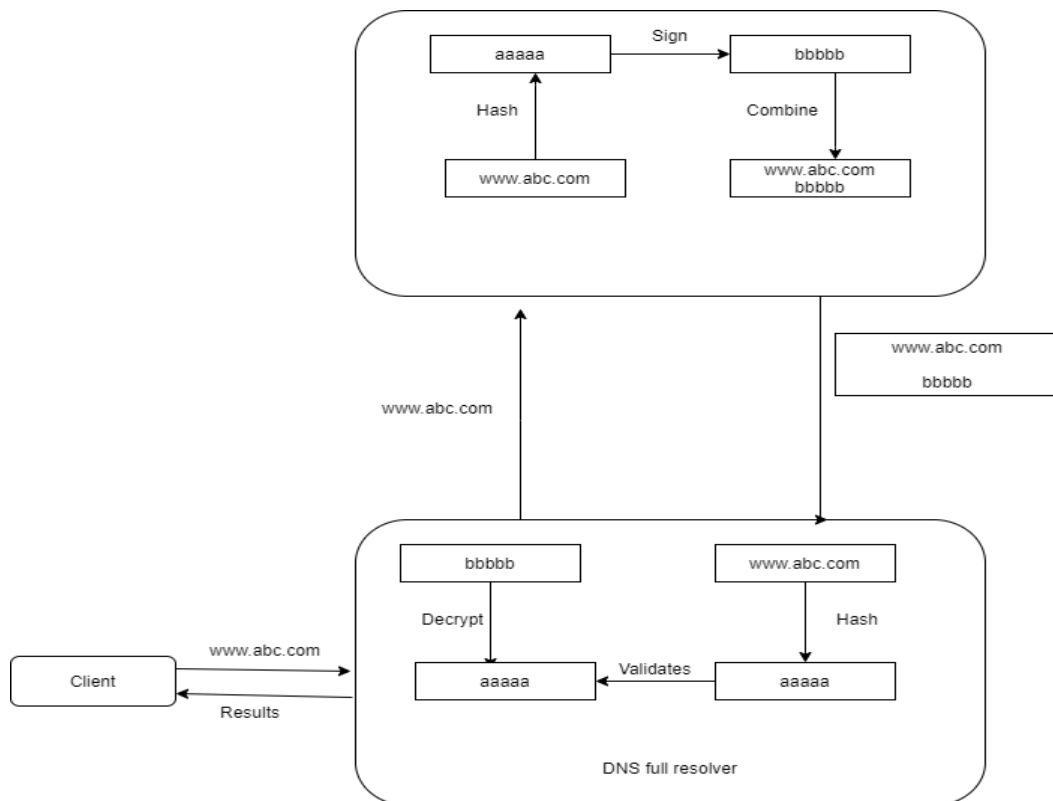 Sign
aaaaa
bbbbb
Hash
Combine
www.abc.com
www.abc.com
bbbbb
www.abc.com
bbbbb
www.abc.com
bbbbb
www.abc.com
Decrypt
Hash
www.abc.com
Client
aaaaa
Validates
aaaaa
Results
DNS full resolver